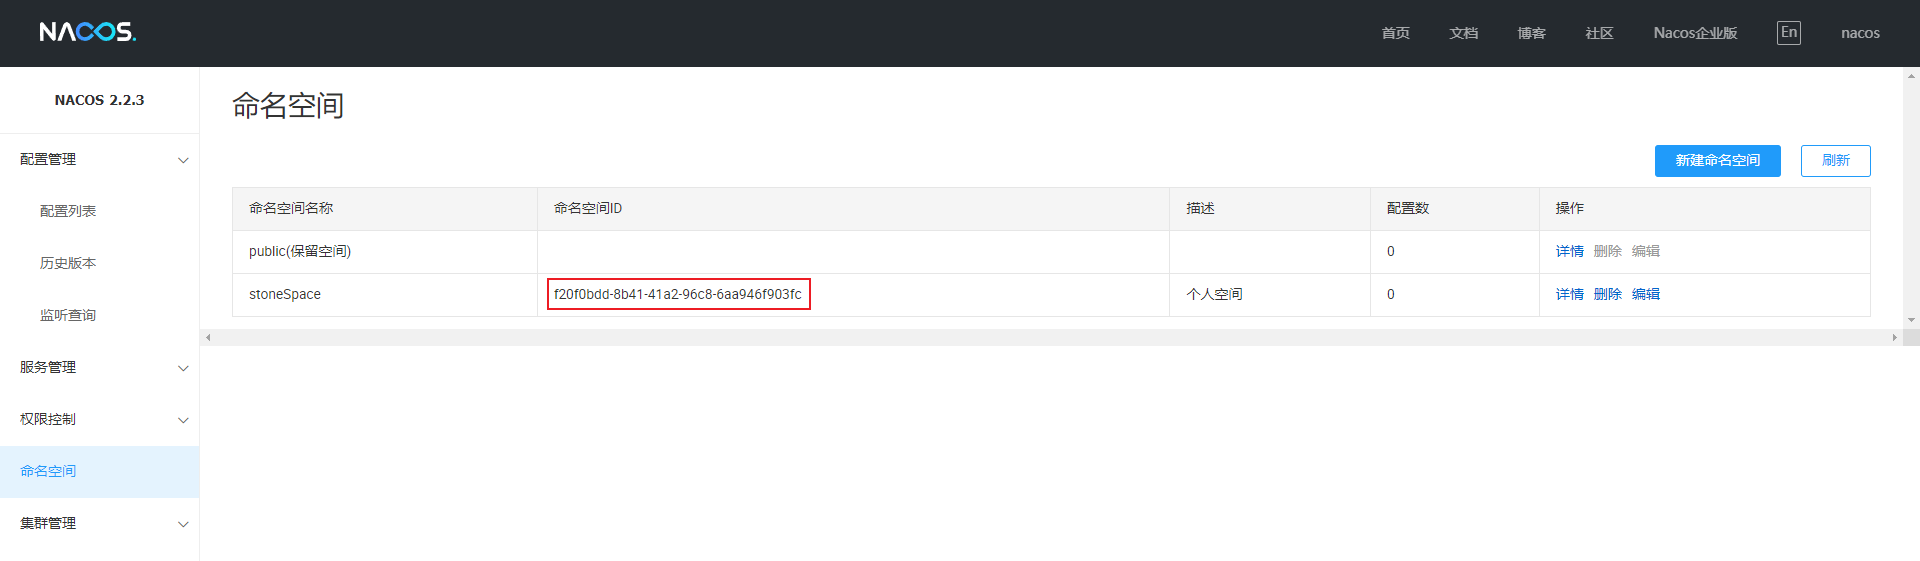 NACOS.
首页 文档 博客 社区 Nacos企业版 En nacos
NACOS 2.2.3
配置管理
配置列表
历史版本
监听查询
服务管理
权限控制
命名空间
集群管理
命名空间
新建命名空间 刷新
命名空间名称 命名空间ID 描述 配置数 操作
public(保留空间) 0 详情 删除 编辑
stoneSpace f20f0bdd-8b41-41a2-96c8-6aa946f903fc 个人空间 0 详情 删除 编辑